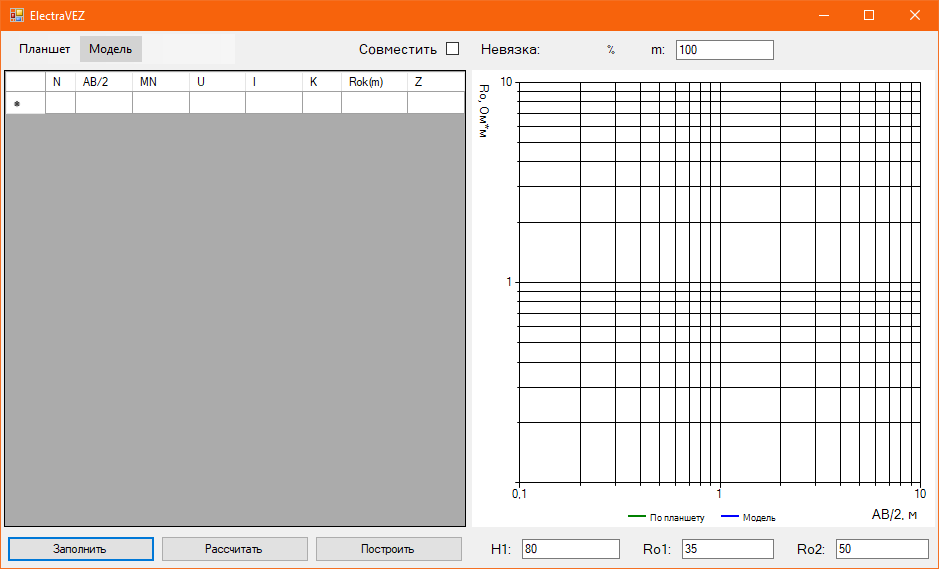 ElectraVEZ
Планшет Модель Совместить Невязка: % m: 100
N AB/2 MN U I K Rok(m) Z
*
10
Ro, Ом*м
1
0,1 1 10
По планшету Модель AB/2, м
Заполнить Рассчитать Построить H1: 80 Ro1: 35 Ro2: 50